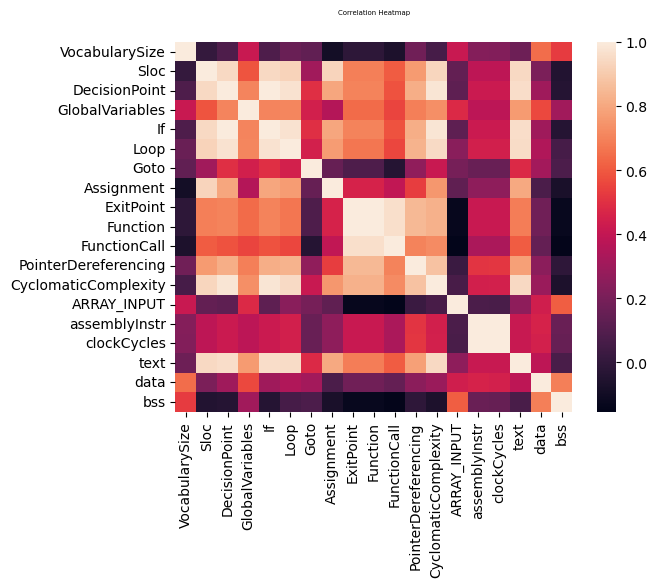 Correlation Heatmap
VocabularySize
Sloc
DecisionPoint
GlobalVariables
If
Loop
Goto
Assignment
ExitPoint
Function
FunctionCall
PointerDereferencing
CyclomaticComplexity
ARRAY_INPUT
assemblyInstr
clockCycles
text
data
bss
VocabularySize
Sloc
DecisionPoint
GlobalVariables
If
Loop
Goto
Assignment
ExitPoint
Function
FunctionCall
PointerDereferencing
CyclomaticComplexity
ARRAY_INPUT
assemblyInstr
clockCycles
text
data
bss
1.0
0.8
0.6
0.4
0.2
0.0